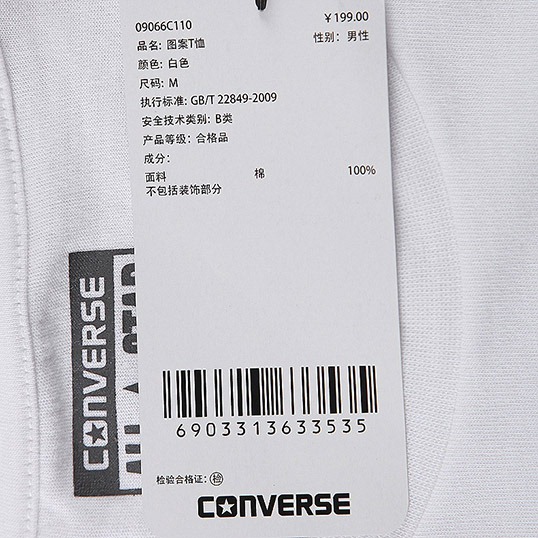 09066C110 ￥199.00
品名: 图案T恤 性别: 男性
颜色: 白色
尺码: M
执行标准: GB/T 22849-2009
安全技术类别: B类
产品等级: 合格品
成分:
面料 棉 100%
不包括装饰部分
6903313633535
检验合格证: 检
CONVERSE
CONVERSE